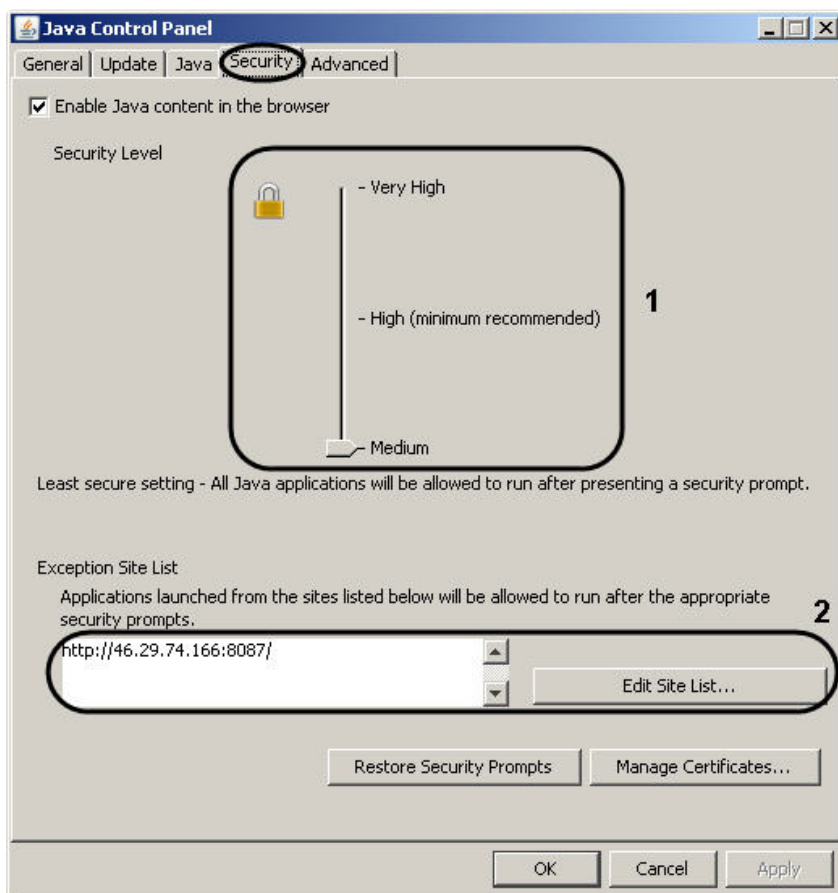 Java Control Panel
General Update Java Security Advanced
Enable Java content in the browser
Security Level
- Very High
- High (minimum recommended)
1
- Medium
Least secure setting - All Java applications will be allowed to run after presenting a security prompt.
Exception Site List
Applications launched from the sites listed below will be allowed to run after the appropriate
security prompts.
2
http://46.29.74.166:8087/
Edit Site List...
Restore Security Prompts Manage Certificates...
OK Cancel Apply